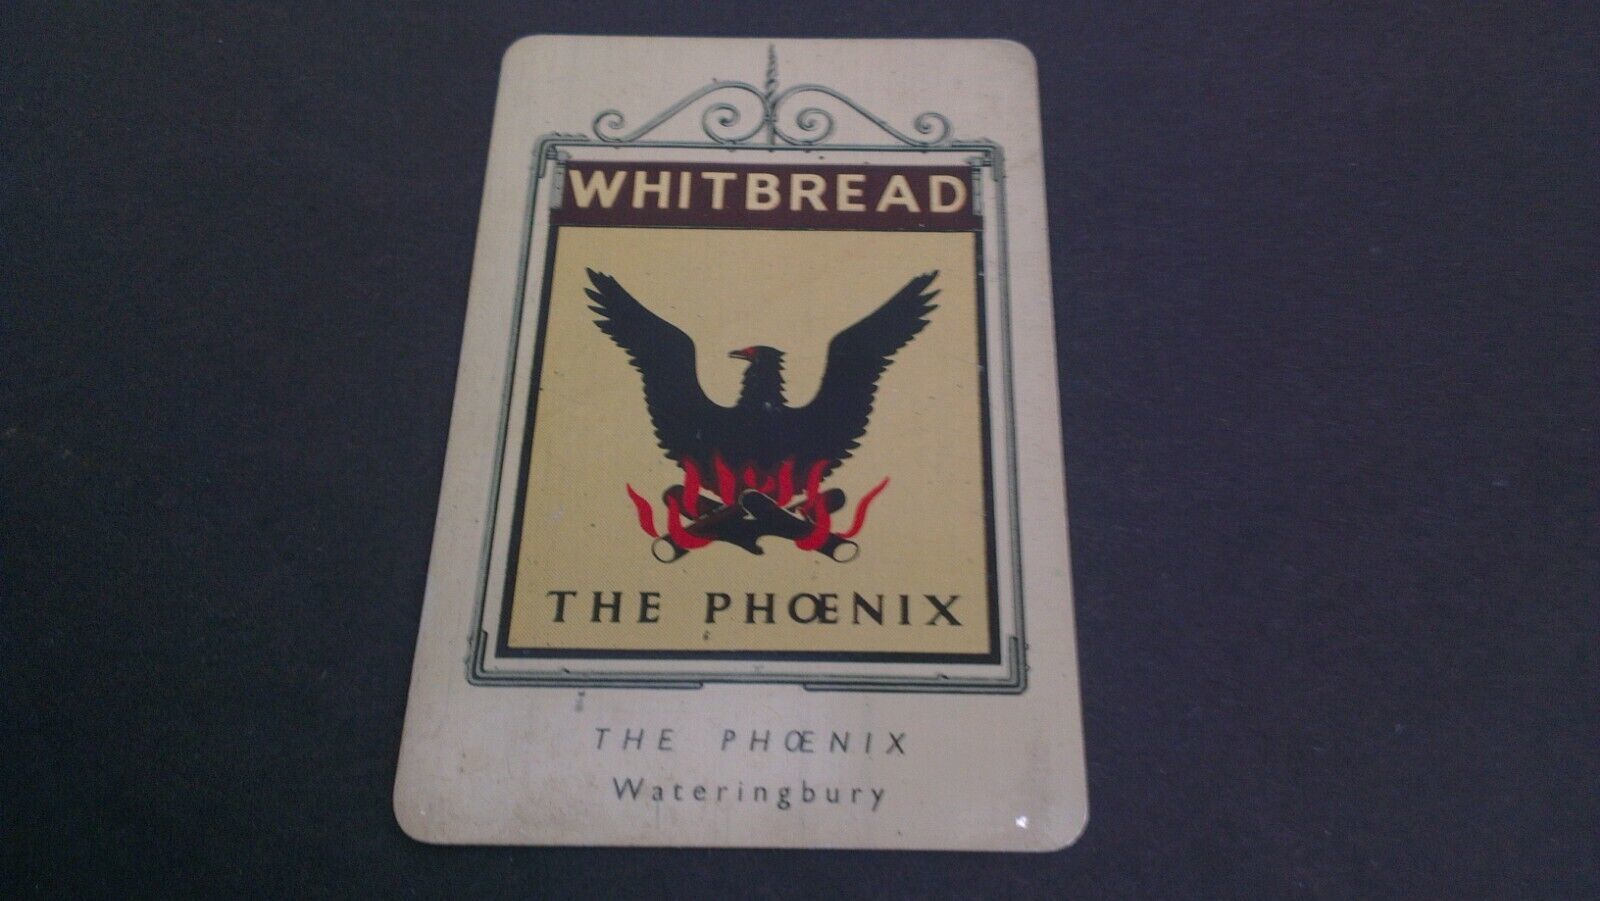 WHITBREAD
THE PHŒNIX
THE PHŒNIX
Wateringbury